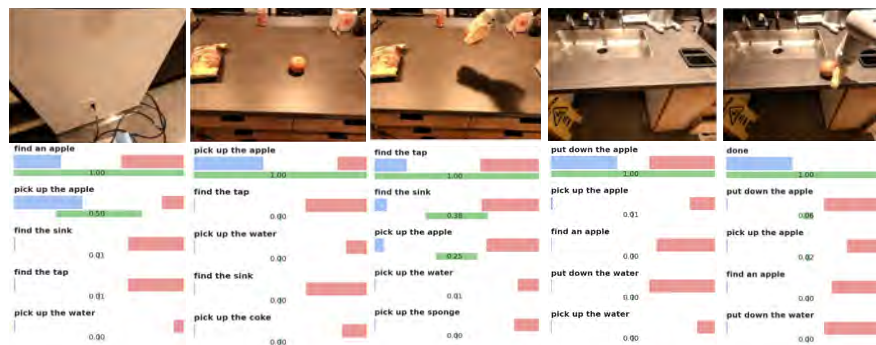 find an apple
1.00
pick up the apple
0.50
find the sink
0.01
find the tap
0.01
pick up the water
0.00
pick up the apple
1.00
find the tap
0.00
pick up the water
0.00
find the sink
0.00
pick up the coke
0.00
find the tap
1.00
find the sink
0.38
pick up the apple
0.25
pick up the water
0.01
pick up the sponge
0.00
put down the apple
1.00
pick up the apple
0.01
find an apple
0.00
put down the water
0.00
pick up the water
0.00
done
1.00
put down the apple
0.06
pick up the apple
0.02
find an apple
0.00
put down the water
0.00